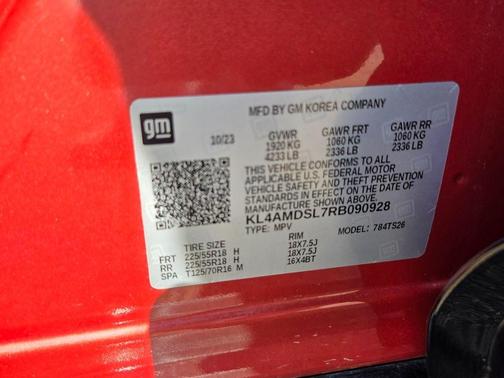 MFD BY GM KOREA COMPANY
gm
10/23 GVWR GAWR FRT GAWR RR
1920 KG 1060 KG 1060 KG
4233 LB 2336 LB 2336 LB
THIS VEHICLE CONFORMS TO ALL
APPLICABLE U.S. FEDERAL MOTOR
VEHICLE SAFETY AND THEFT PREVENTION
STANDARDS IN EFFECT ON THE DATE OF
MANUFACTURE SHOWN ABOVE.
KL4AMDSL7RB090928
TYPE: MPV MODEL: 784TS26
TIRE SIZE RIM
FRT 225/55R18 H 18X7.5J
RR 225/55R18 H 18X7.5J
SPA T125/70R16 M 16X4BT